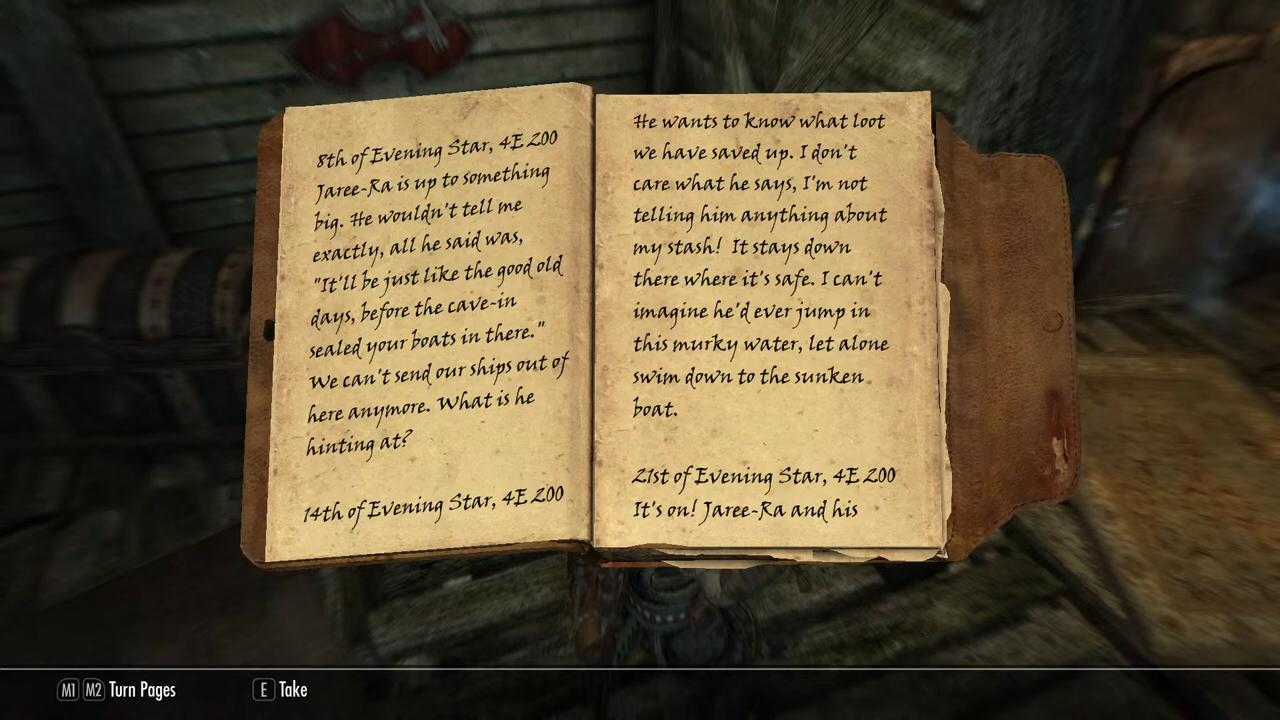 8th of Evening Star, 4E 200
Jaree-Ra is up to something
big. He wouldn't tell me
exactly, all he said was,
"It'll be just like the good old
days, before the cave-in
sealed your boats in there."
We can't send our ships out of
here anymore. What is he
hinting at?
14th of Evening Star, 4E 200
He wants to know what loot
we have saved up. I don't
care what he says, I'm not
telling him anything about
my stash! It stays down
there where it's safe. I can't
imagine he'd ever jump in
this murky water, let alone
swim down to the sunken
boat.
21st of Evening Star, 4E 200
It's on! Jaree-Ra and his
M1 M2 Turn Pages E Take